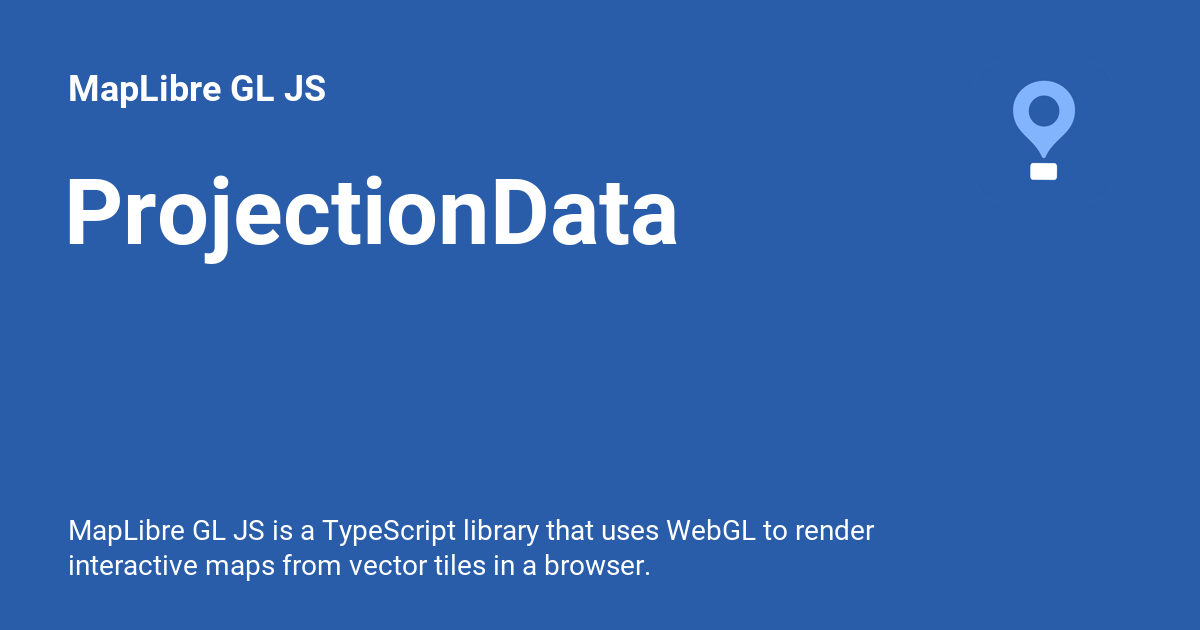 MapLibre GL JS
ProjectionData
MapLibre GL JS is a TypeScript library that uses WebGL to render
interactive maps from vector tiles in a browser.